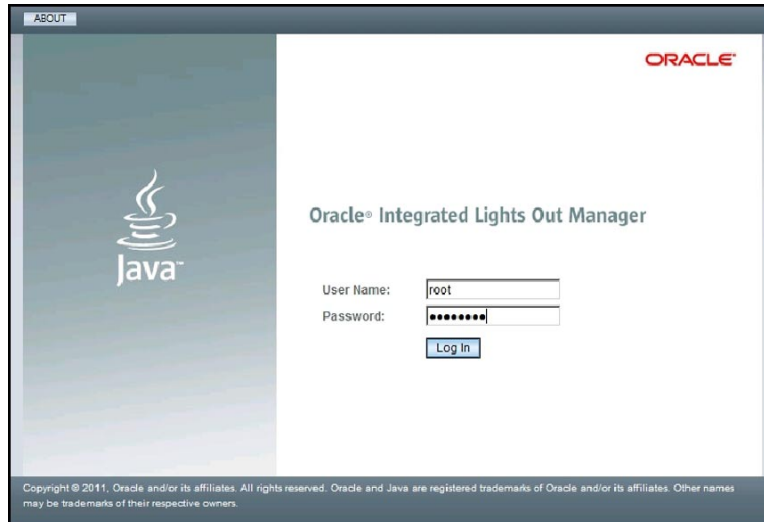 ABOUT
ORACLE®
Java™
Oracle® Integrated Lights Out Manager
User Name: root
Password: ••••••••
Log In
Copyright © 2011, Oracle and/or its affiliates. All rights reserved. Oracle and Java are registered trademarks of Oracle and/or its affiliates. Other names
may be trademarks of their respective owners.